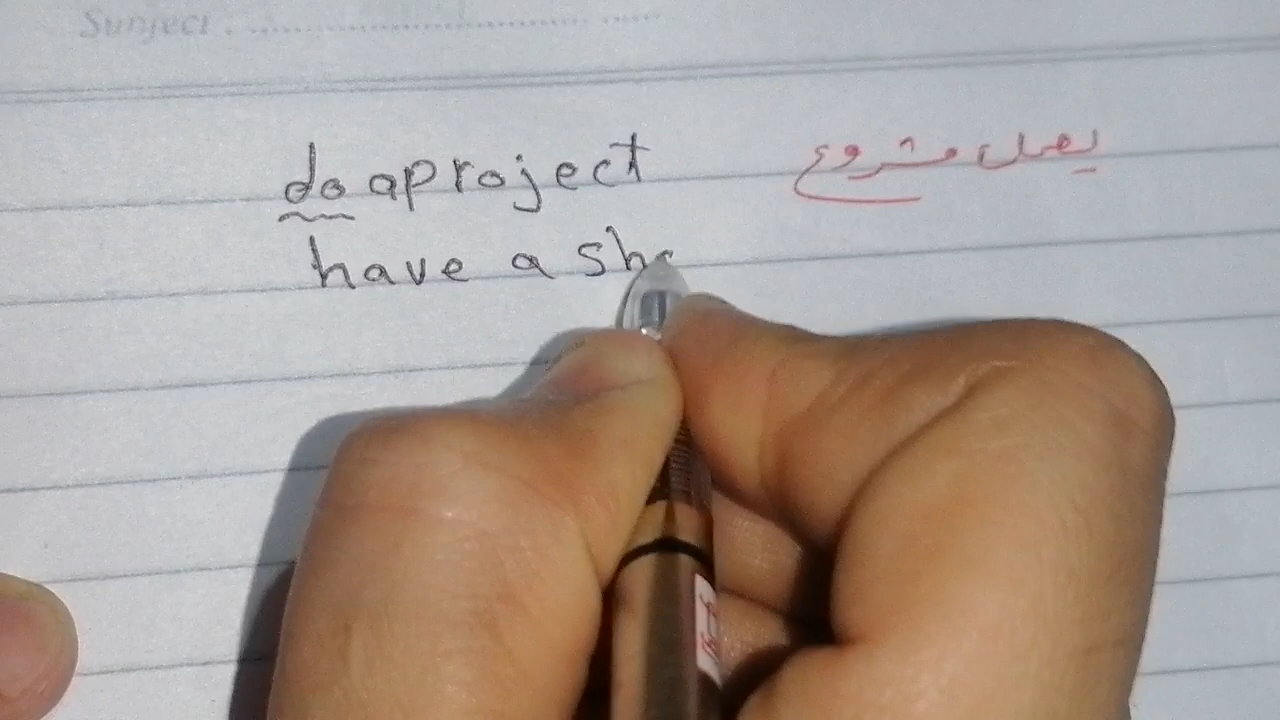 Subject : ........................................
do a project يعمل مشروع
have a sh